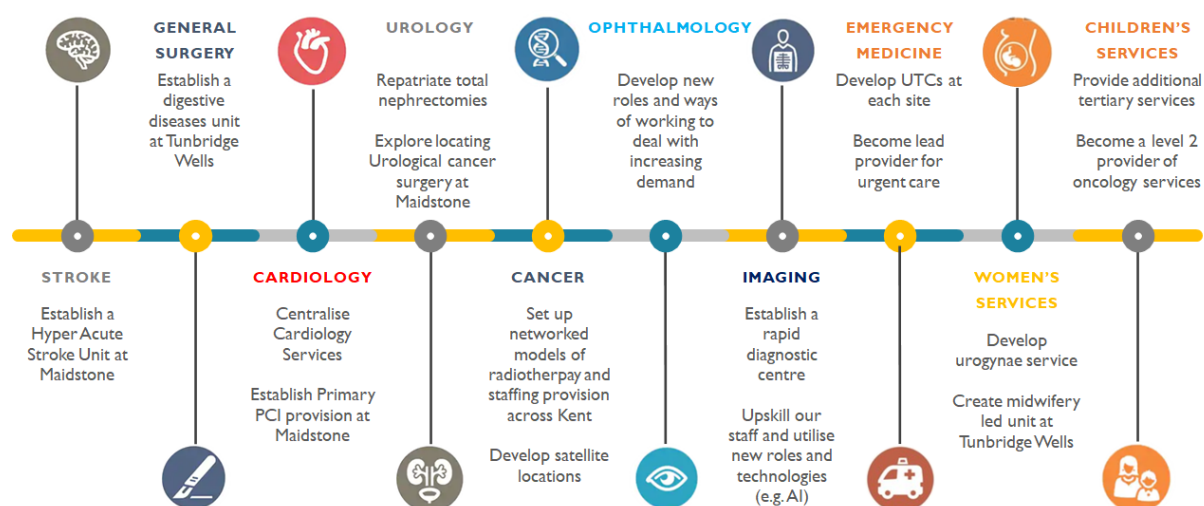 GENERAL
SURGERY
Establish a
digestive
diseases unit
at Tunbridge
Wells
UROLOGY
Repatriate total
nephrectomies
Explore locating
Urological cancer
surgery at
Maidstone
OPHTHALMOLOGY
Develop new
roles and ways
of working to
deal with
increasing
demand
EMERGENCY
MEDICINE
Develop UTCs at
each site
Become lead
provider for
urgent care
CHILDREN'S
SERVICES
Provide additional
tertiary services
Become a level 2
provider of
oncology services
STROKE
Establish a
Hyper Acute
Stroke Unit at
Maidstone
CARDIOLOGY
Centralise
Cardiology
Services
Establish Primary
PCI provision at
Maidstone
CANCER
Set up
networked
models of
radiotherpay and
staffing provision
across Kent
Develop satellite
locations
IMAGING
Establish a
rapid
diagnostic
centre
Upskill our
staff and utilise
new roles and
technologies
(e.g. AI)
WOMEN'S
SERVICES
Develop
urogynae service
Create midwifery
led unit at
Tunbridge Wells